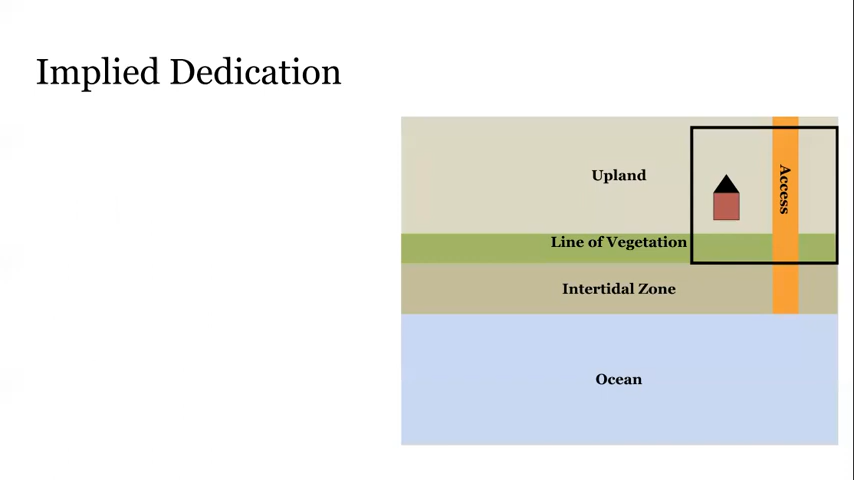 Implied Dedication
Upland
Access
Line of Vegetation
Intertidal Zone
Ocean